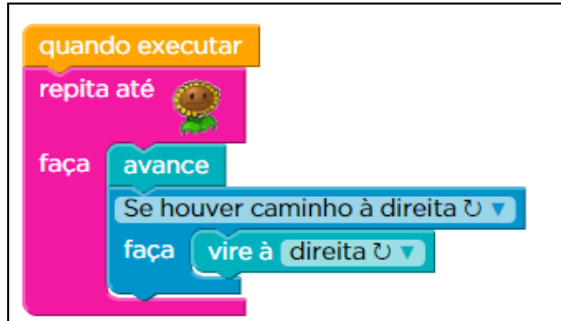 quando executar
repita até
faça avance
Se houver caminho à direita ↻ ▼
faça vire à direita ↻ ▼